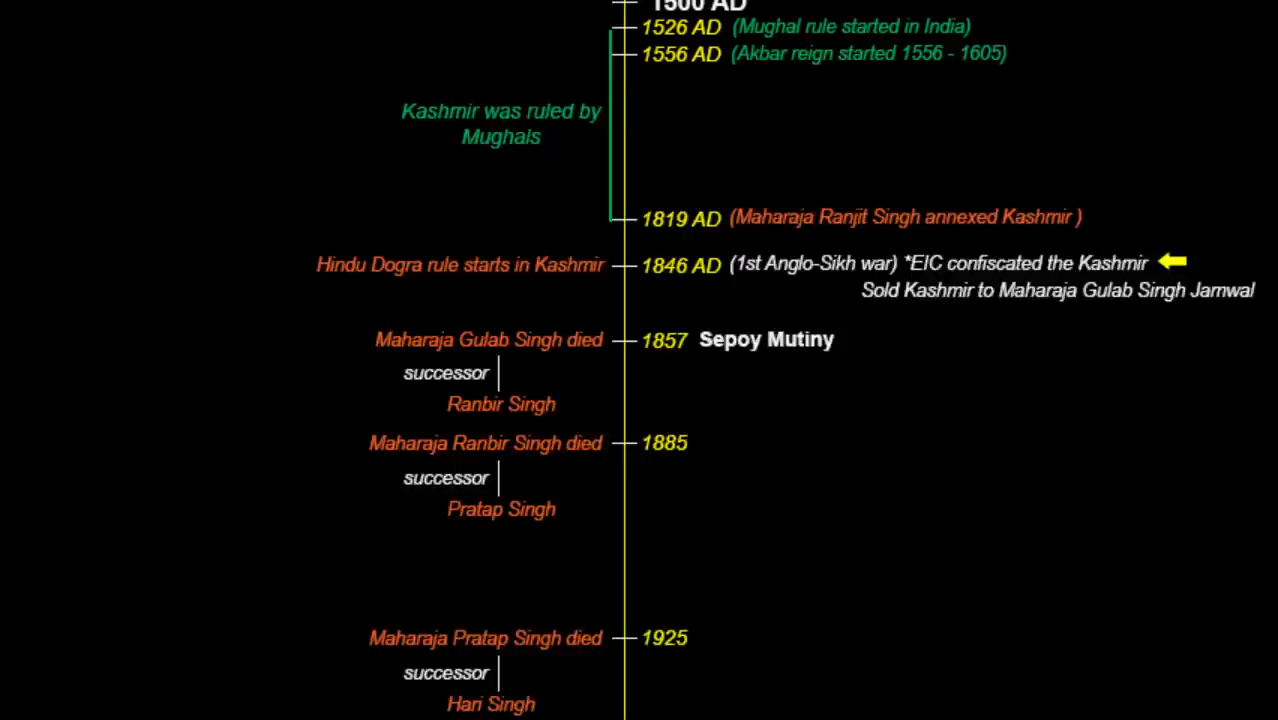 1500 AD
1526 AD (Mughal rule started in India)
1556 AD (Akbar reign started 1556 - 1605)
Kashmir was ruled by
Mughals
1819 AD (Maharaja Ranjit Singh annexed Kashmir )
Hindu Dogra rule starts in Kashmir 1846 AD (1st Anglo-Sikh war) *EIC confiscated the Kashmir
Sold Kashmir to Maharaja Gulab Singh Jamwal
Maharaja Gulab Singh died 1857 Sepoy Mutiny
successor
Ranbir Singh
Maharaja Ranbir Singh died 1885
successor
Pratap Singh
Maharaja Pratap Singh died 1925
successor
Hari Singh